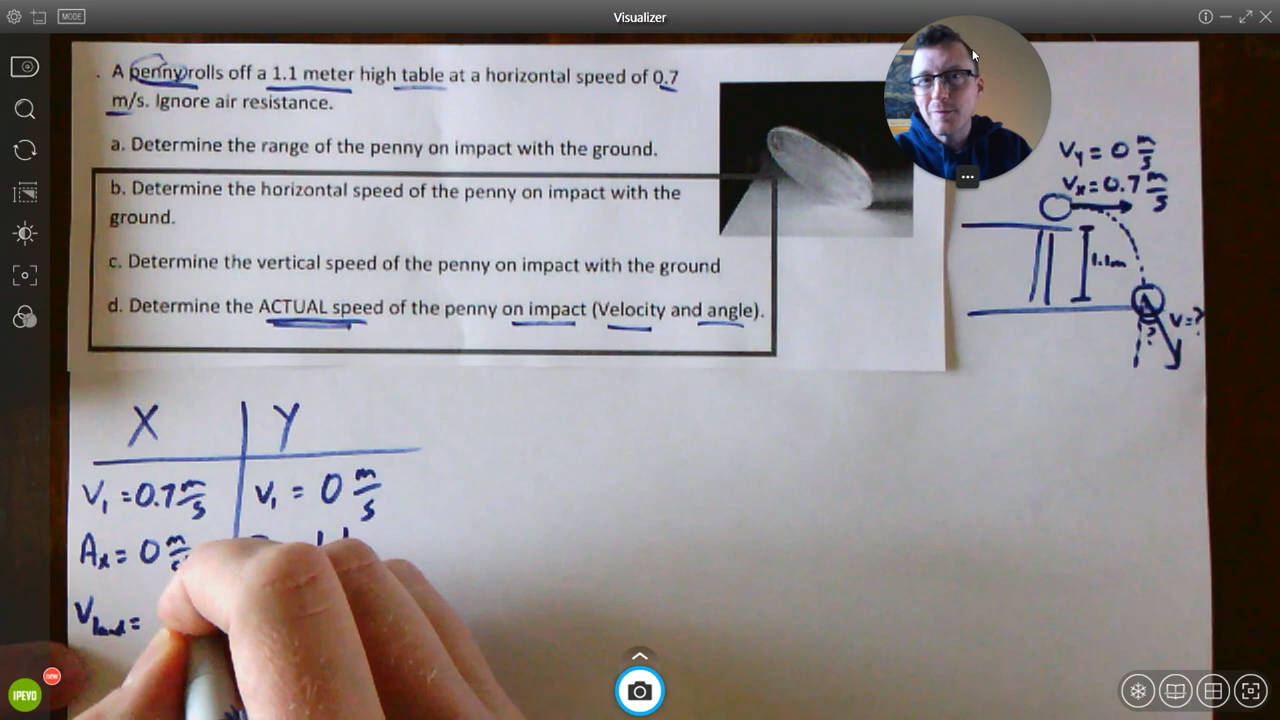 MODE
Visualizer
. A penny rolls off a 1.1 meter high table at a horizontal speed of 0.7
m/s. Ignore air resistance.
a. Determine the range of the penny on impact with the ground.
b. Determine the horizontal speed of the penny on impact with the
ground.
c. Determine the vertical speed of the penny on impact with the ground
d. Determine the ACTUAL speed of the penny on impact (Velocity and angle).
Vy = 0 m/s
Vx = 0.7 m/s
1.1m
V = ?
?
X Y
V1 = 0.7 m/s V1 = 0 m/s
Ax = 0 m
Vland =
new
IPEVO